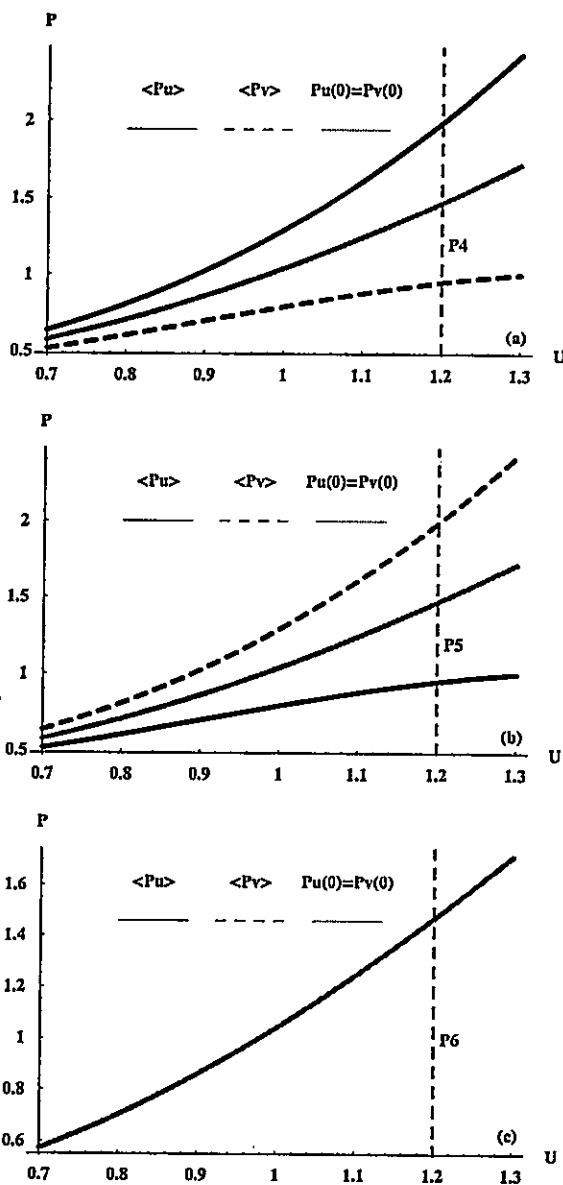 P
<Pu> <Pv> Pu(0)=Pv(0)
2
1.5
P4
1
0.5
(a)
0.7 0.8 0.9 1 1.1 1.2 1.3 U
P
<Pu> <Pv> Pu(0)=Pv(0)
2
1.5
P5
1
0.5
(b)
0.7 0.8 0.9 1 1.1 1.2 1.3 U
P
1.6
<Pu> <Pv> Pu(0)=Pv(0)
1.4
1.2
1
P6
0.8
0.6
(c)
0.7 0.8 0.9 1 1.1 1.2 1.3 U